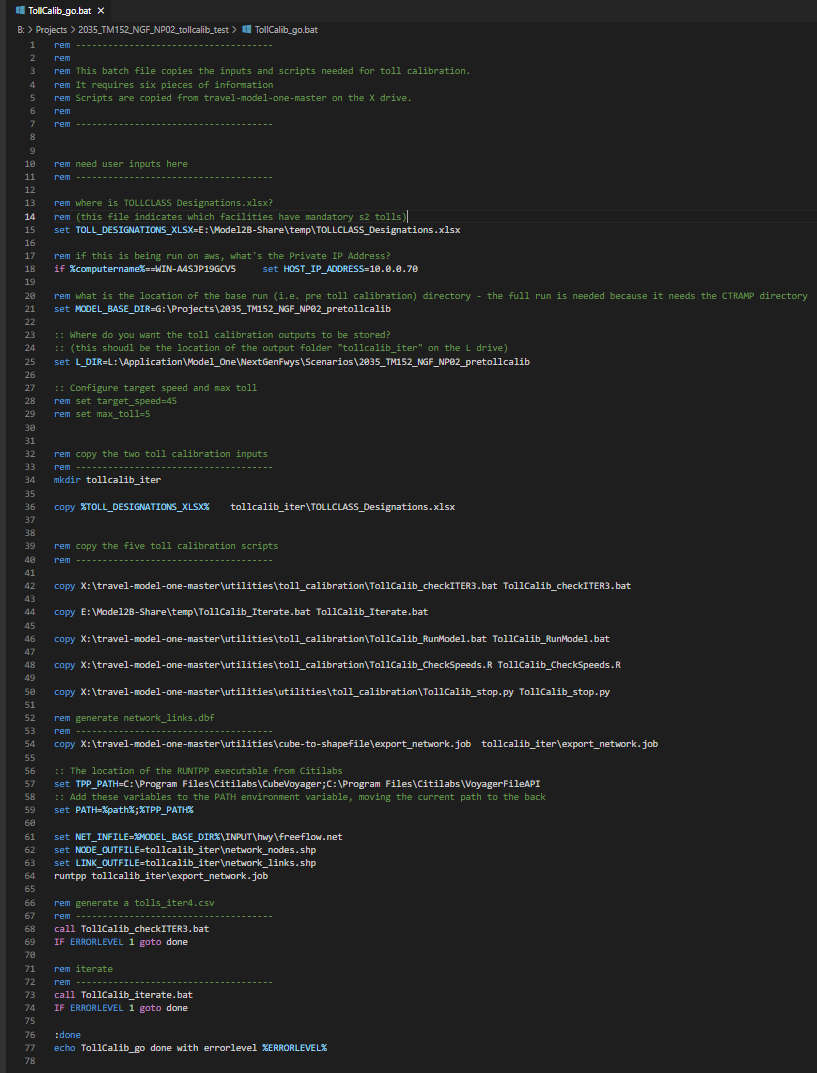 TollCalib_go.bat ×
B: > Projects > 2035_TM152_NGF_NP02_tollcalib_test > TollCalib_go.bat
1 rem -------------------------------------
2 rem
3 rem This batch file copies the inputs and scripts needed for toll calibration.
4 rem It requires six pieces of information
5 rem Scripts are copied from travel-model-one-master on the X drive.
6 rem
7 rem -------------------------------------
8
9
10 rem need user inputs here
11 rem -------------------------------------
12
13 rem where is TOLLCLASS Designations.xlsx?
14 rem (this file indicates which facilities have mandatory s2 tolls)
15 set TOLL_DESIGNATIONS_XLSX=E:\Model2B-Share\temp\TOLLCLASS_Designations.xlsx
16
17 rem if this is being run on aws, what's the Private IP Address?
18 if %computername%==WIN-A4SJP19GCV5     set HOST_IP_ADDRESS=10.0.0.70
19
20 rem what is the location of the base run (i.e. pre toll calibration) directory - the full run is needed because it needs the CTRAMP directory
21 set MODEL_BASE_DIR=G:\Projects\2035_TM152_NGF_NP02_pretollcalib
22
23 :: Where do you want the toll calibration outputs to be stored?
24 :: (this shoudl be the location of the output folder "tollcalib_iter" on the L drive)
25 set L_DIR=L:\Application\Model_One\NextGenFwys\Scenarios\2035_TM152_NGF_NP02_pretollcalib
26
27 :: Configure target speed and max toll
28 rem set target_speed=45
29 rem set max_toll=5
30
31
32 rem copy the two toll calibration inputs
33 rem -------------------------------------
34 mkdir tollcalib_iter
35
36 copy %TOLL_DESIGNATIONS_XLSX%    tollcalib_iter\TOLLCLASS_Designations.xlsx
37
38
39 rem copy the five toll calibration scripts
40 rem -------------------------------------
41
42 copy X:\travel-model-one-master\utilities\toll_calibration\TollCalib_checkITER3.bat TollCalib_checkITER3.bat
43
44 copy E:\Model2B-Share\temp\TollCalib_Iterate.bat TollCalib_Iterate.bat
45
46 copy X:\travel-model-one-master\utilities\toll_calibration\TollCalib_RunModel.bat TollCalib_RunModel.bat
47
48 copy X:\travel-model-one-master\utilities\toll_calibration\TollCalib_CheckSpeeds.R TollCalib_CheckSpeeds.R
49
50 copy X:\travel-model-one-master\utilities\utilities\toll_calibration\TollCalib_stop.py TollCalib_stop.py
51
52 rem generate network_links.dbf
53 rem -------------------------------------
54 copy X:\travel-model-one-master\utilities\cube-to-shapefile\export_network.job  tollcalib_iter\export_network.job
55
56 :: The location of the RUNTPP executable from Citilabs
57 set TPP_PATH=C:\Program Files\Citilabs\CubeVoyager;C:\Program Files\Citilabs\VoyagerFileAPI
58 :: Add these variables to the PATH environment variable, moving the current path to the back
59 set PATH=%path%;%TPP_PATH%
60
61 set NET_INFILE=%MODEL_BASE_DIR%\INPUT\hwy\freeflow.net
62 set NODE_OUTFILE=tollcalib_iter\network_nodes.shp
63 set LINK_OUTFILE=tollcalib_iter\network_links.shp
64 runtpp tollcalib_iter\export_network.job
65
66 rem generate a tolls_iter4.csv
67 rem -------------------------------------
68 call TollCalib_checkITER3.bat
69 IF ERRORLEVEL 1 goto done
70
71 rem iterate
72 rem -------------------------------------
73 call TollCalib_iterate.bat
74 IF ERRORLEVEL 1 goto done
75
76 :done
77 echo TollCalib_go done with errorlevel %ERRORLEVEL%
78